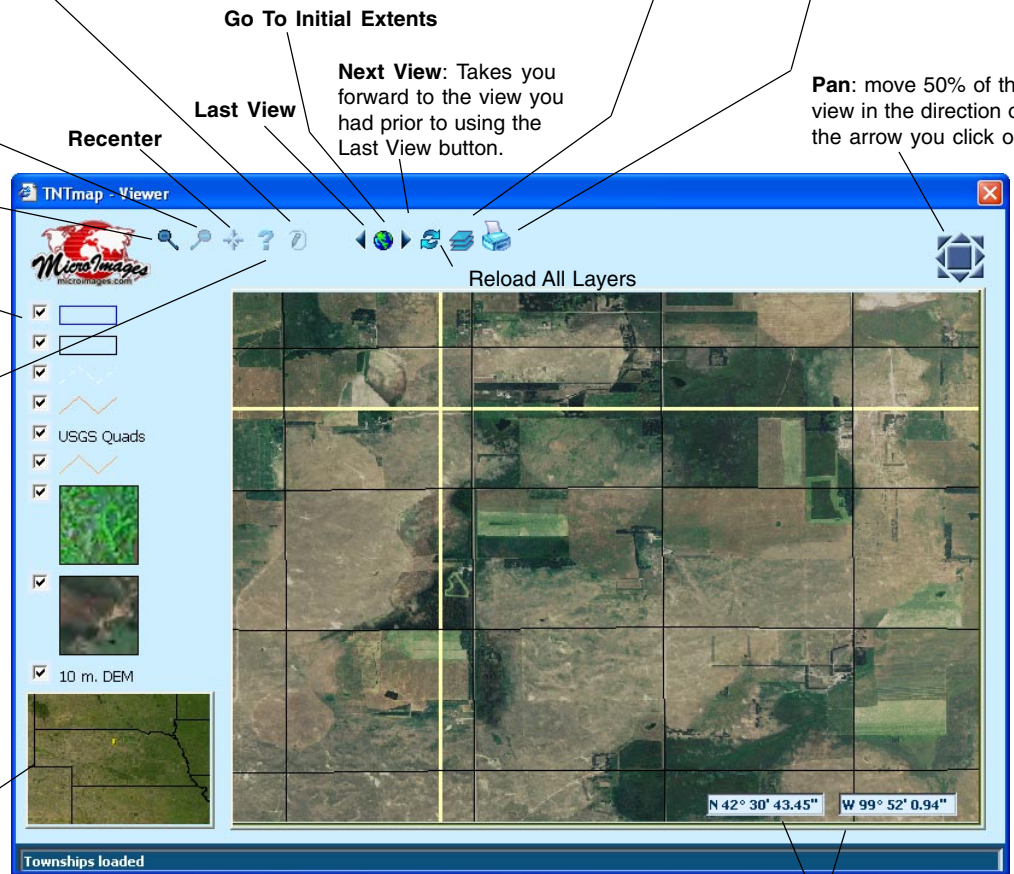 Go To Initial Extents
Next View: Takes you
forward to the view you
had prior to using the
Last View button.
Last View
Recenter
Pan: move 50% of th
view in the direction o
the arrow you click o
TNTmap - Viewer
MicroImages
microimages.com
Reload All Layers
USGS Quads
10 m. DEM
N 42° 30' 43.45" W 99° 52' 0.94"
Townships loaded